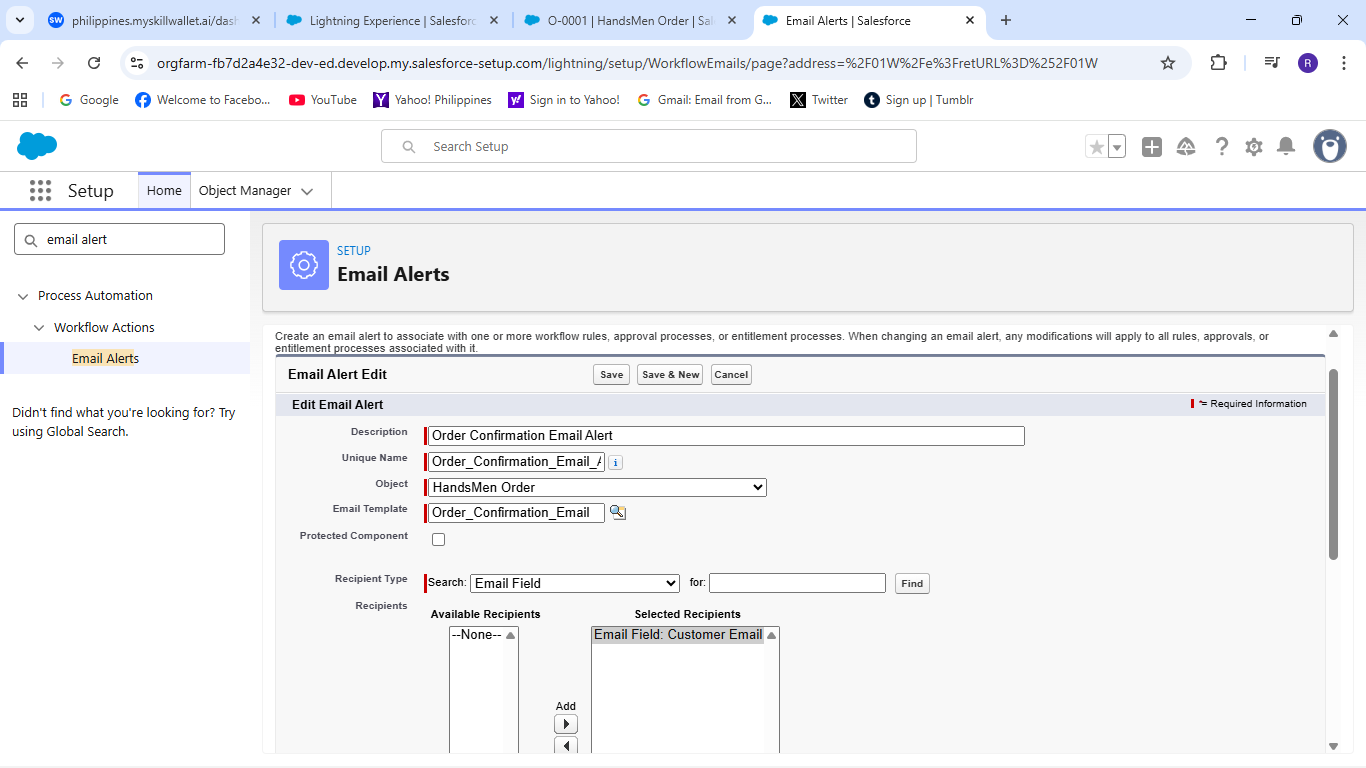 philippines.myskillwallet.ai/dash
Lightning Experience | Salesforc
O-0001 | HandsMen Order | Sal
Email Alerts | Salesforce
orgfarm-fb7d2a4e32-dev-ed.develop.my.salesforce-setup.com/lightning/setup/WorkflowEmails/page?address=%2F01W%2Fe%3FretURL%3D%252F01W
R
Google
Welcome to Facebo...
YouTube
Yahoo! Philippines
Sign in to Yahoo!
Gmail: Email from G...
Twitter
Sign up | Tumblr
Search Setup
Setup
Home
Object Manager
email alert
Process Automation
Workflow Actions
Email Alerts
Didn't find what you're looking for? Try
using Global Search.
SETUP
Email Alerts
Create an email alert to associate with one or more workflow rules, approval processes, or entitlement processes. When changing an email alert, any modifications will apply to all rules, approvals, or
entitlement processes associated with it.
Email Alert Edit
Save
Save & New
Cancel
Edit Email Alert
= Required Information
Description
Order Confirmation Email Alert
Unique Name
Order_Confirmation_Email_A
i
Object
HandsMen Order
Email Template
Order_Confirmation_Email
Protected Component
Recipient Type
Search:
Email Field
for:
Find
Recipients
Available Recipients
Selected Recipients
--None--
Email Field: Customer Email
Add